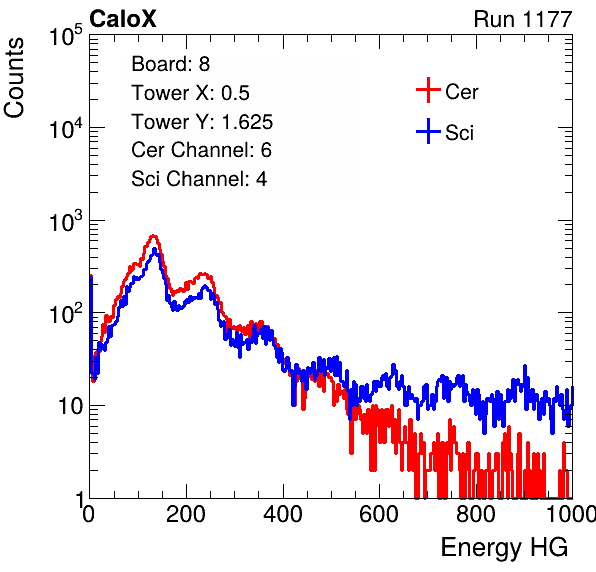 CaloX Run 1177
Counts
Board: 8
Tower X: 0.5
Tower Y: 1.625
Cer Channel: 6
Sci Channel: 4
Cer
Sci
10^5
10^4
10^3
10^2
10
1
0 200 400 600 800 1000
Energy HG